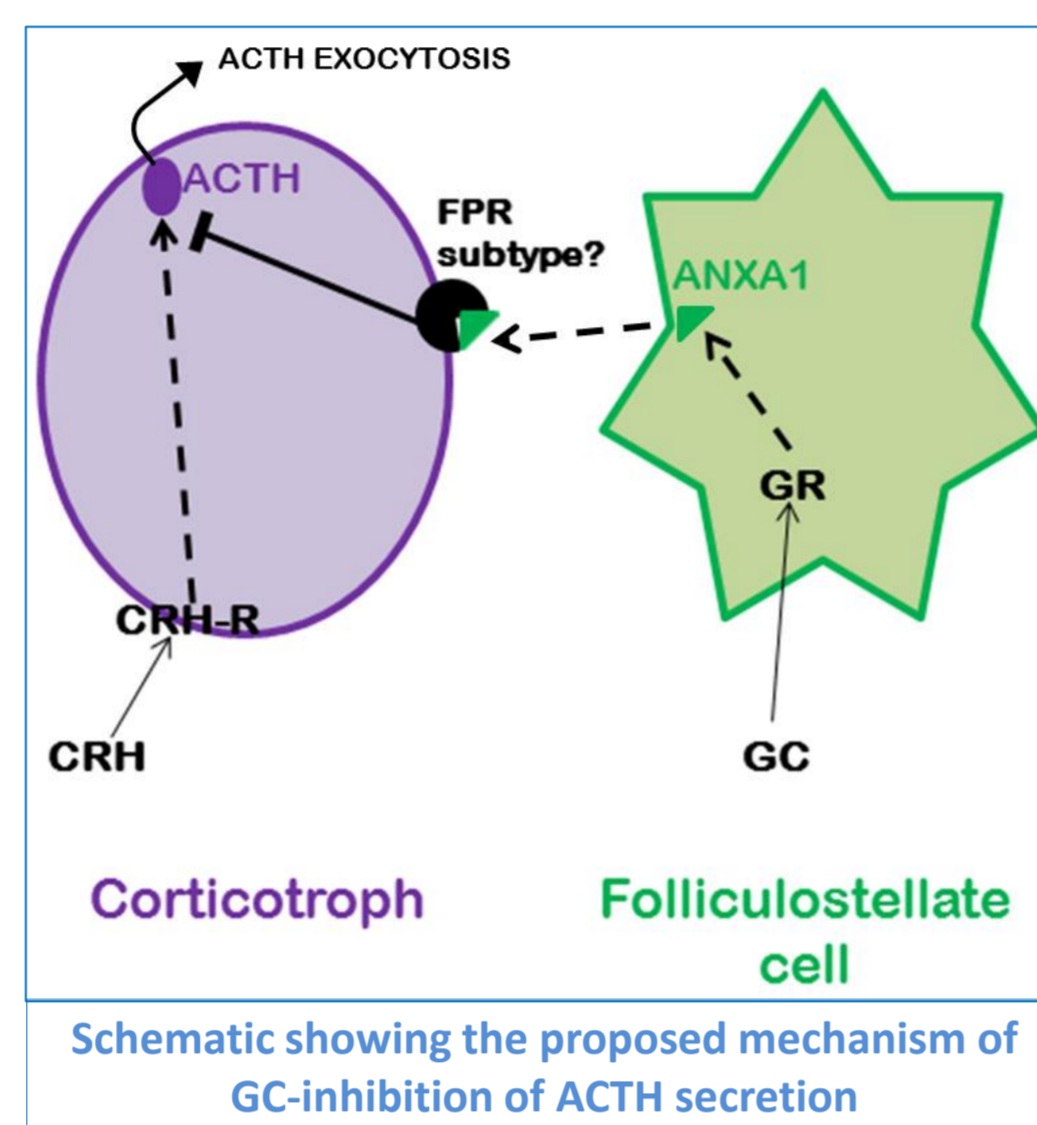 ACTH EXOCYTOSIS
ACTH
FPR
subtype?
ANXA1
GR
CRH-R
CRH
GC
Corticotroph
Folliculostellate
cell
Schematic showing the proposed mechanism of
GC-inhibition of ACTH secretion